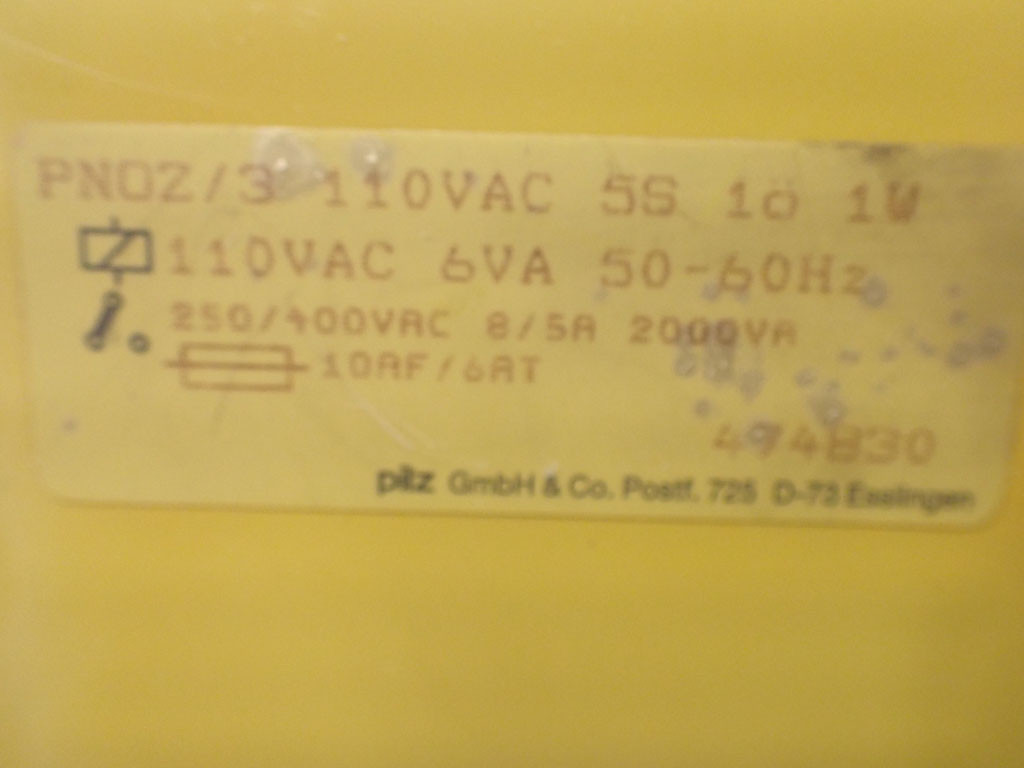 PNOZ/3 110VAC 5S 1ö 1W
110VAC 6VA 50-60Hz
250/400VAC 8/5A 2000VA
10AF/6AT
474830
pilz GmbH & Co. Postf. 725 D-73 Esslingen